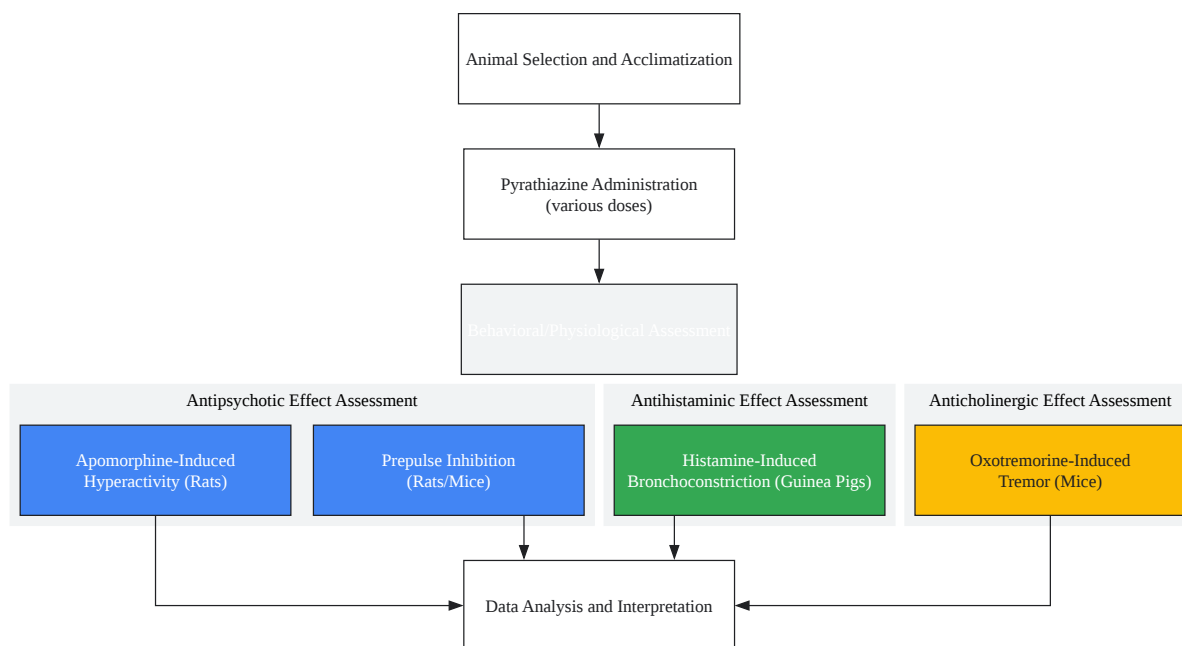 Animal Selection and Acclimatization
Pyrathiazine Administration
(various doses)
Behavioral/Physiological Assessment
Antipsychotic Effect Assessment
Antihistaminic Effect Assessment
Anticholinergic Effect Assessment
Apomorphine-Induced
Hyperactivity (Rats)
Prepulse Inhibition
(Rats/Mice)
Histamine-Induced
Bronchoconstriction (Guinea Pigs)
Oxotremorine-Induced
Tremor (Mice)
Data Analysis and Interpretation